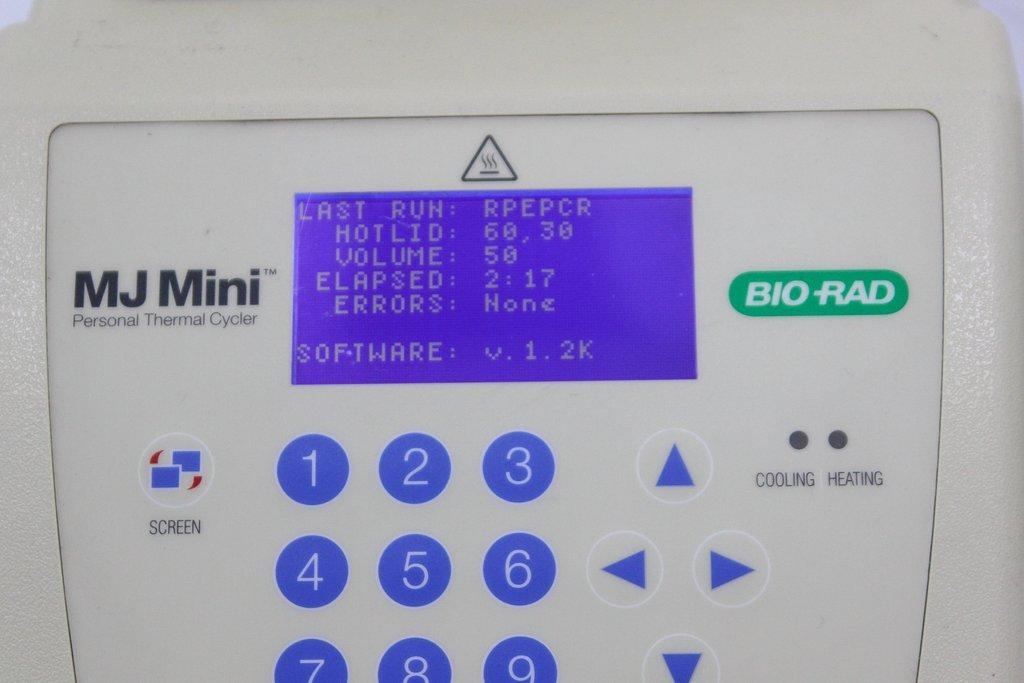 LAST RUN: RPEPCR
HOTLID: 60,30
VOLUME: 50
ELAPSED: 2:17
ERRORS: None
SOFTWARE: v.1.2K
MJ Mini™
Personal Thermal Cycler
BIO-RAD
COOLING | HEATING
SCREEN
1 2 3
4 5 6
7 8 9